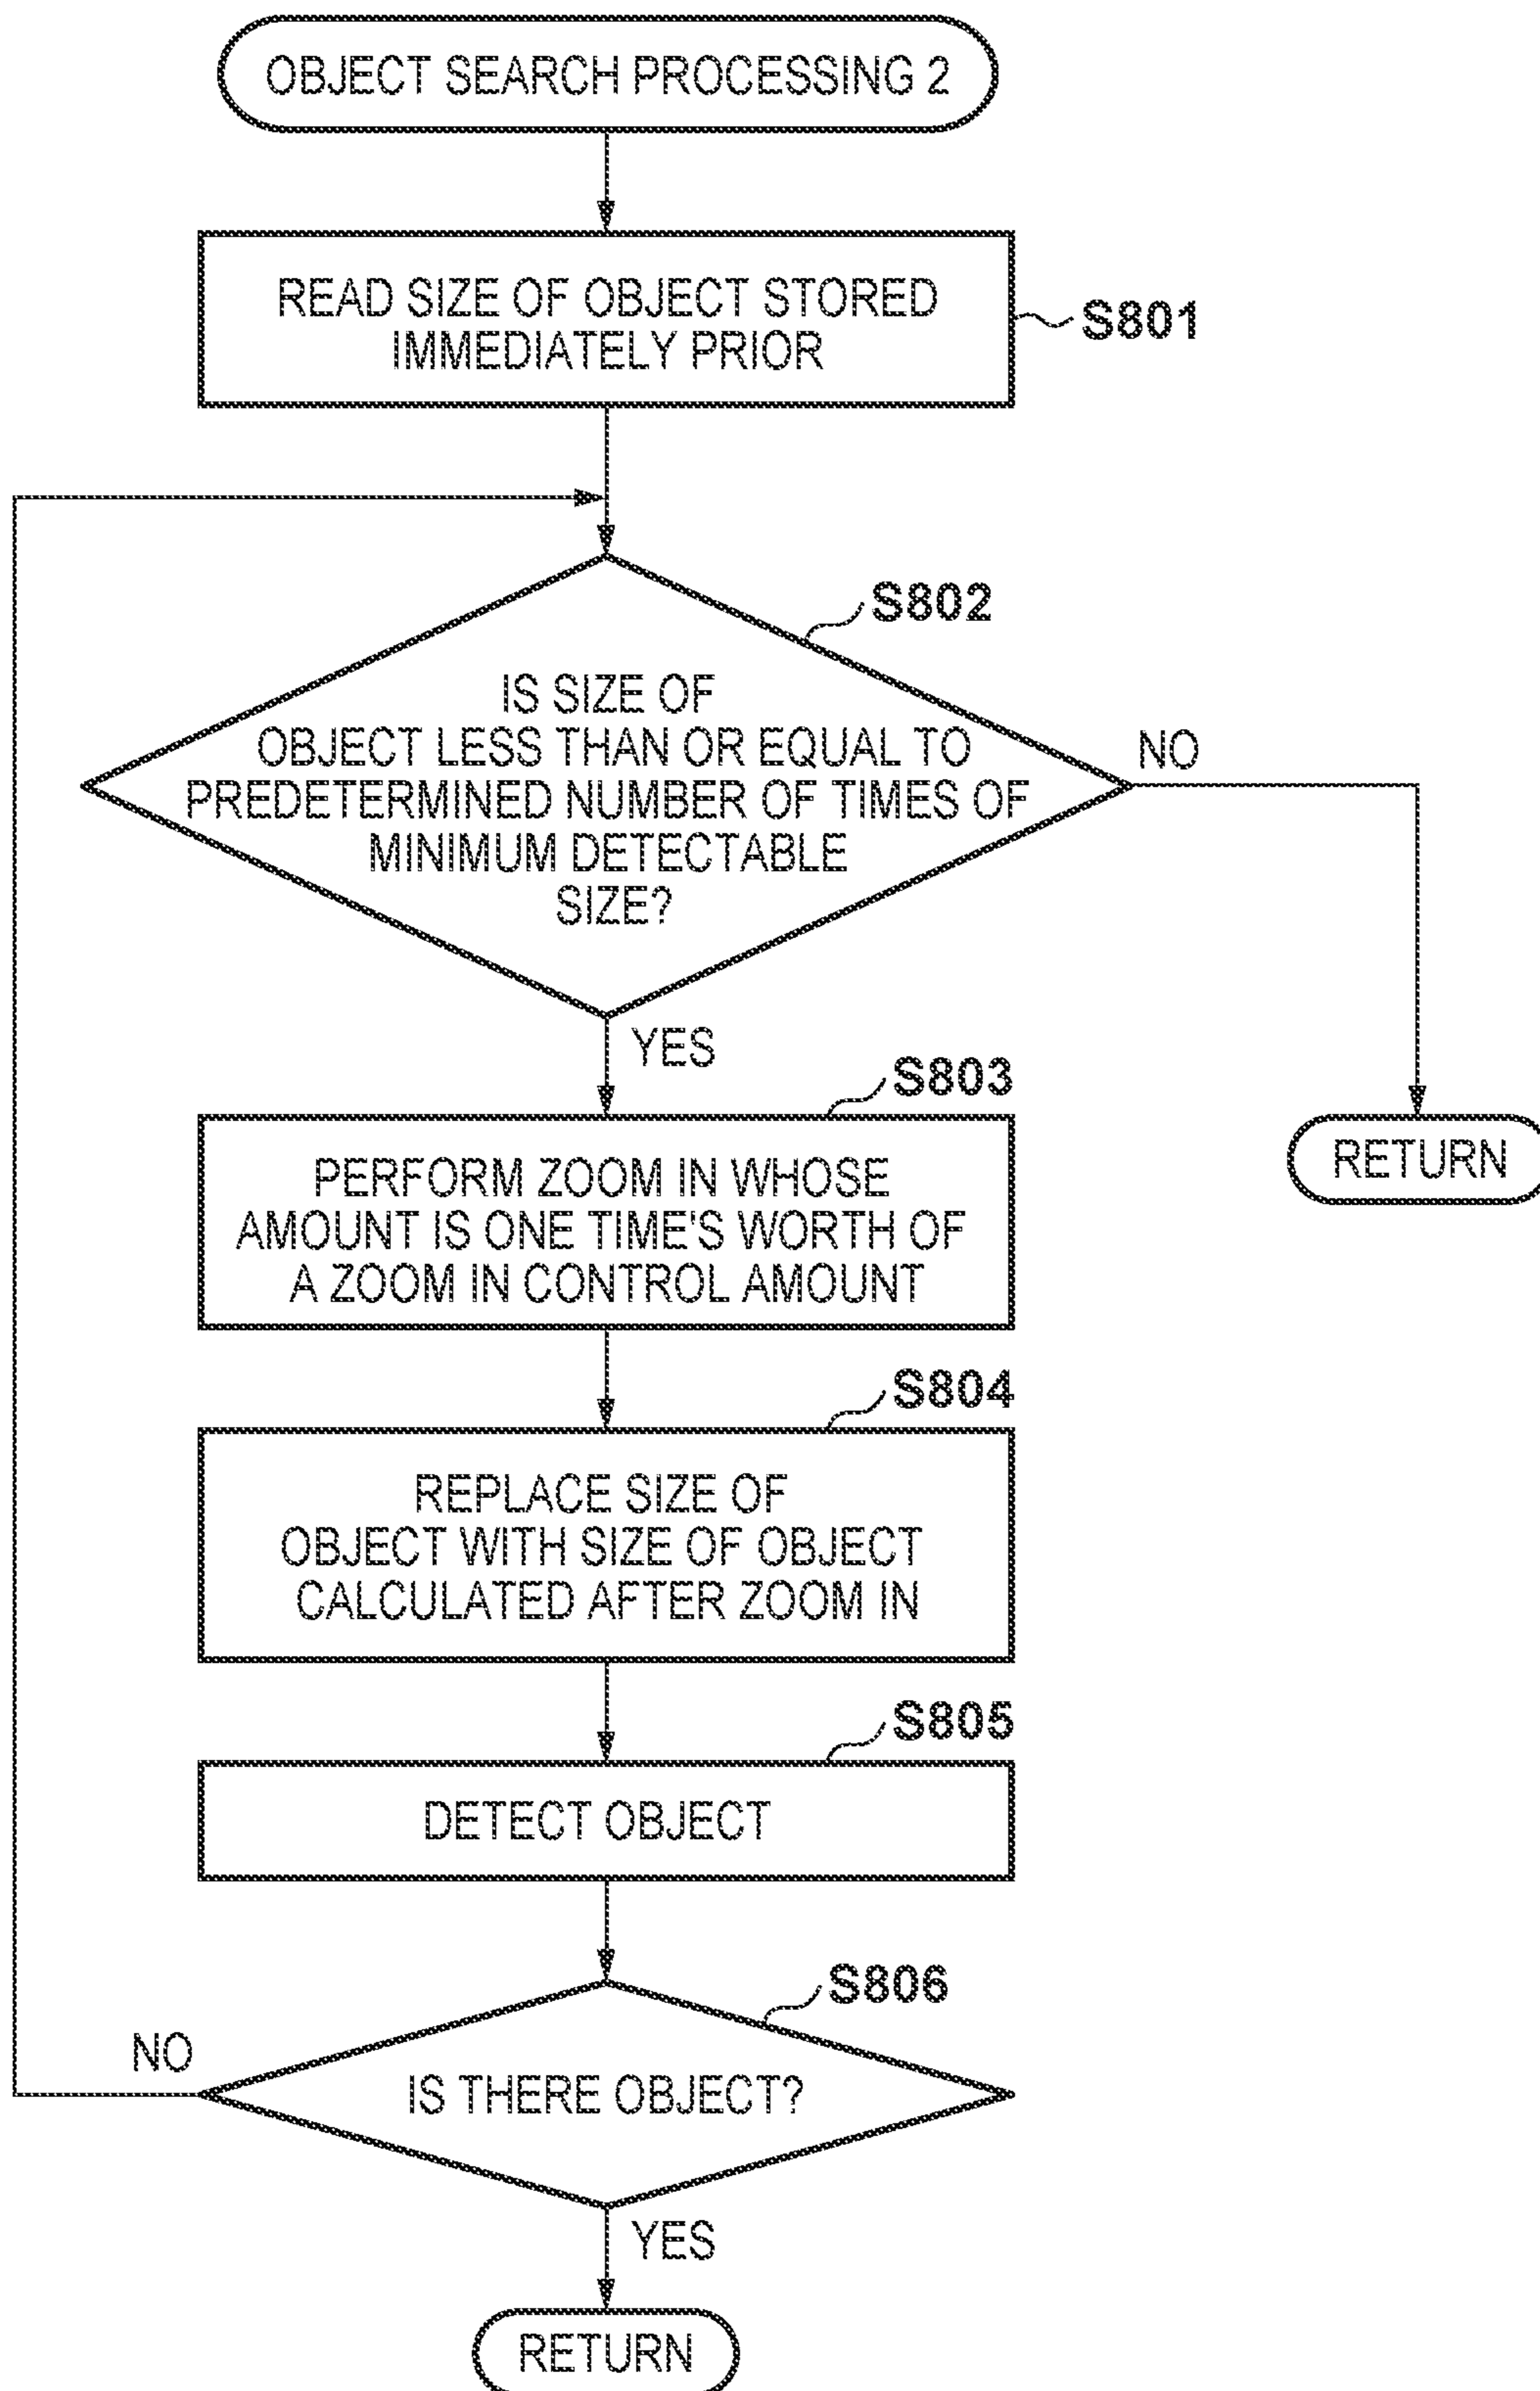 OBJECT SEARCH PROCESSING 2
READ SIZE OF OBJECT STORED
IMMEDIATELY PRIOR
S801
S802
IS SIZE OF
OBJECT LESS THAN OR EQUAL TO
PREDETERMINED NUMBER OF TIMES OF
MINIMUM DETECTABLE
SIZE?
NO
YES
S803
PERFORM ZOOM IN WHOSE
AMOUNT IS ONE TIME'S WORTH OF
A ZOOM IN CONTROL AMOUNT
RETURN
S804
REPLACE SIZE OF
OBJECT WITH SIZE OF OBJECT
CALCULATED AFTER ZOOM IN
S805
DETECT OBJECT
S806
NO
IS THERE OBJECT?
YES
RETURN